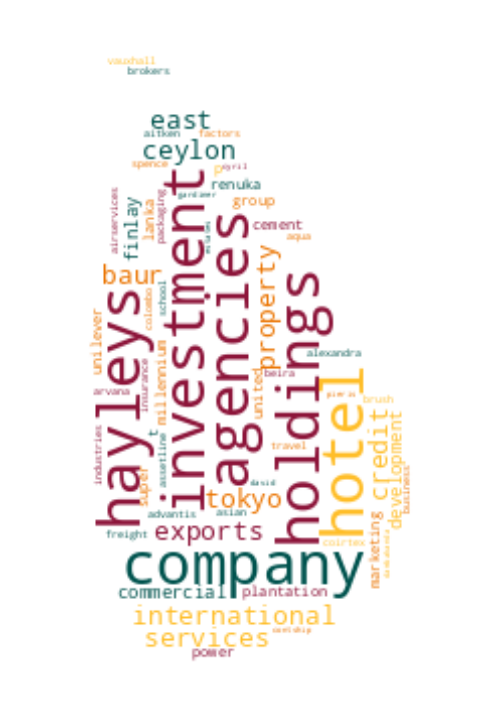 vauxhall
brokers
east
aitken
factors
ceylon
spence
p
cyril
renuka
gardiner
airservices
finlay
lanka
packaging
group
cement
aqua
investment
agencies
baur
property
hayleys
holdings
colombo
school
unilever
millennium
alexandra
insurance
arvana
united
beira
hotel
pieris
brush
credit
development
industries
super
t
assetline
travel
david
business
tokyo
advantis
asian
freight
exports
coirtex
marketing
company
commercial
plantation
international
services
power